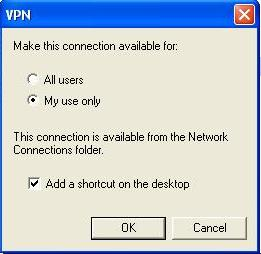 VPN
Make this connection available for:
All users
My use only
This connection is available from the Network
Connections folder.
Add a shortcut on the desktop
OK
Cancel